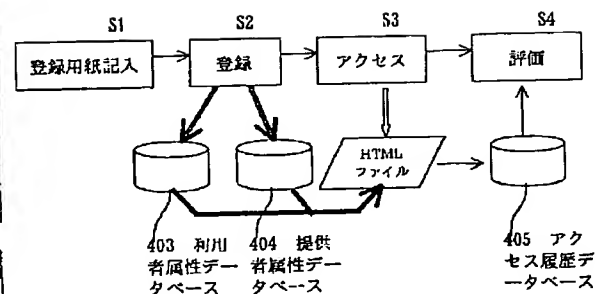 S1
S2
S3
S4
登録用紙記入
登録
アクセス
評価
HTML
ファイル
403 利用
者属性デー
タベース
404 提供
者属性デー
タベース
405 アク
セス履歴デ
ータベース